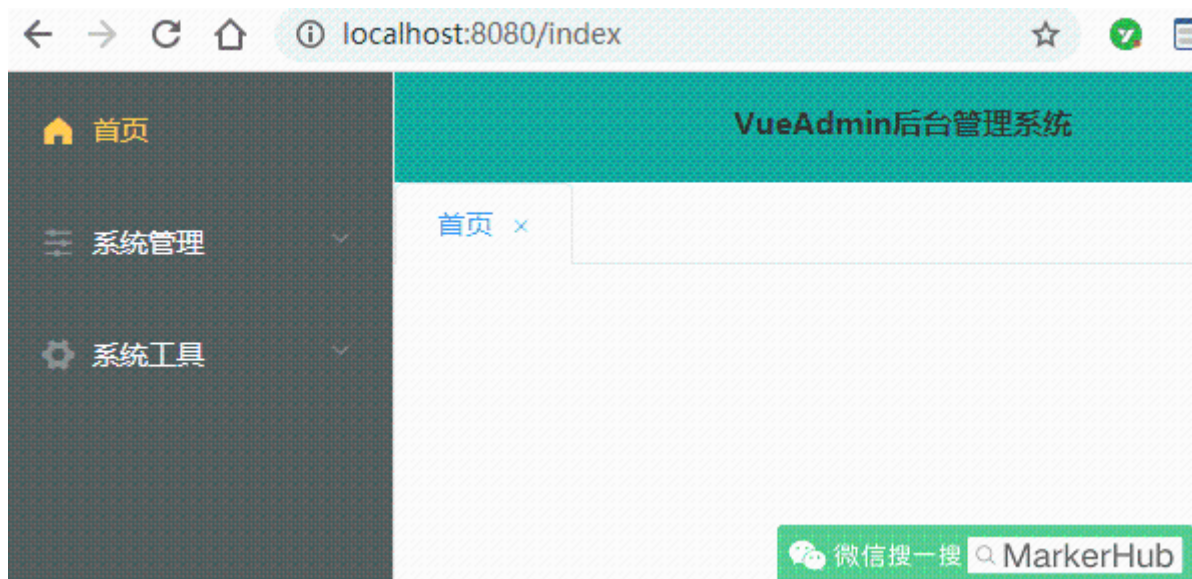 localhost:8080/index
首页
VueAdmin后台管理系统
系统管理
首页 ×
系统工具
微信搜一搜 MarkerHub